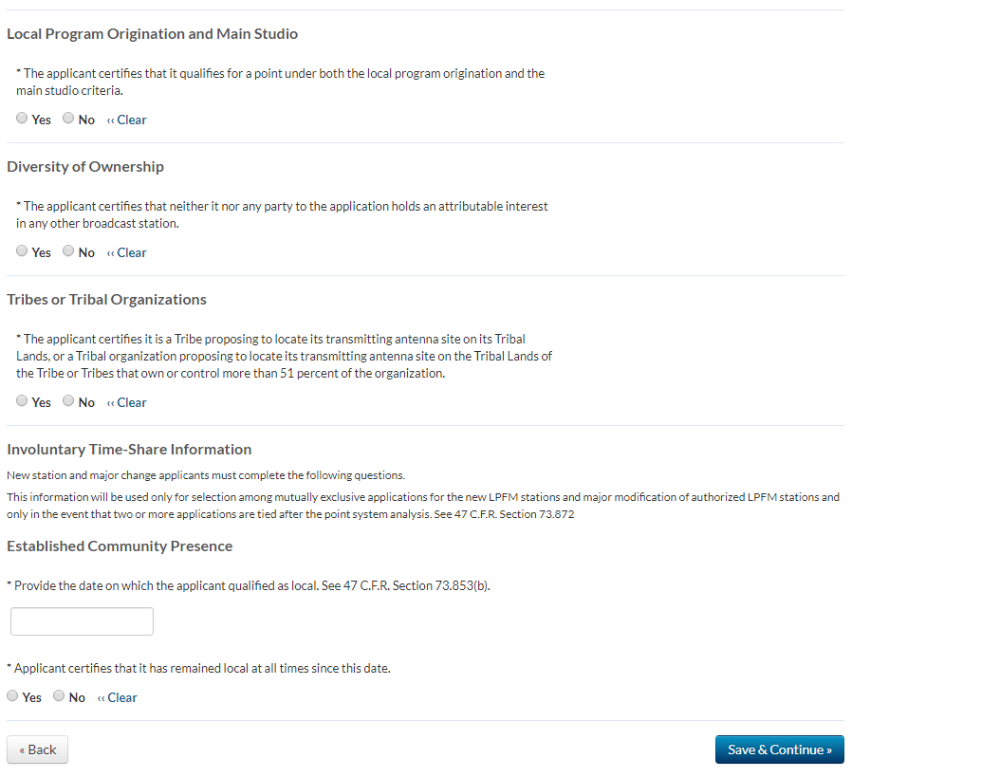 Local Program Origination and Main Studio
* The applicant certifies that it qualifies for a point under both the local program origination and the
main studio criteria.
Yes No ‹‹ Clear
Diversity of Ownership
* The applicant certifies that neither it nor any party to the application holds an attributable interest
in any other broadcast station.
Yes No ‹‹ Clear
Tribes or Tribal Organizations
* The applicant certifies it is a Tribe proposing to locate its transmitting antenna site on its Tribal
Lands, or a Tribal organization proposing to locate its transmitting antenna site on the Tribal Lands of
the Tribe or Tribes that own or control more than 51 percent of the organization.
Yes No ‹‹ Clear
Involuntary Time-Share Information
New station and major change applicants must complete the following questions.
This information will be used only for selection among mutually exclusive applications for the new LPFM stations and major modification of authorized LPFM stations and
only in the event that two or more applications are tied after the point system analysis. See 47 C.F.R. Section 73.872
Established Community Presence
* Provide the date on which the applicant qualified as local. See 47 C.F.R. Section 73.853(b).
* Applicant certifies that it has remained local at all times since this date.
Yes No ‹‹ Clear
« Back Save & Continue »